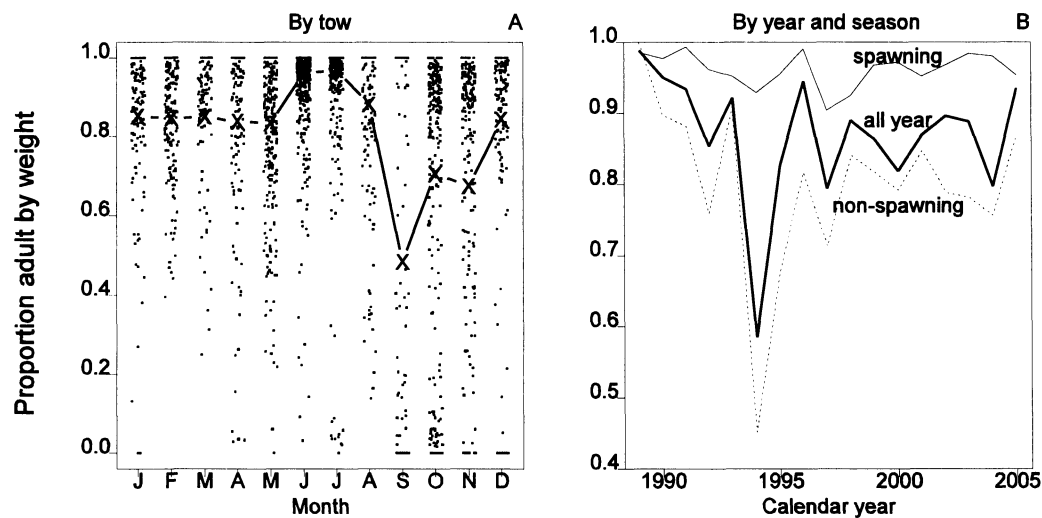 By tow A
Proportion adult by weight
1.0
0.8
0.6
0.4
0.2
0.0
J F M A M J J A S O N D
Month
By year and season B
1.0
0.9
0.8
0.7
0.6
0.5
0.4
spawning
all year
non-spawning
1990 1995 2000 2005
Calendar year